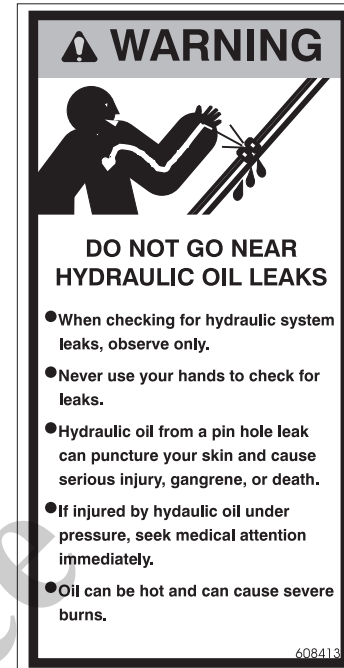 WARNING
DO NOT GO NEAR
HYDRAULIC OIL LEAKS
●When checking for hydraulic system
leaks, observe only.
●Never use your hands to check for
leaks.
●Hydraulic oil from a pin hole leak
can puncture your skin and cause
serious injury, gangrene, or death.
●If injured by hydaulic oil under
pressure, seek medical attention
immediately.
●Oil can be hot and can cause severe
burns.
608413